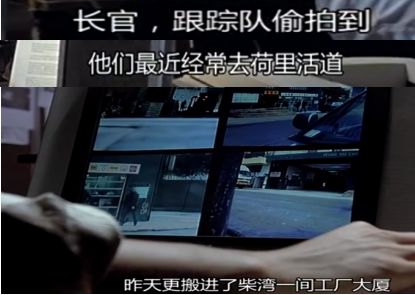 长官，跟踪队偷拍到
他们最近经常去荷里活道
昨天更搬进了柴湾一间工厂大厦